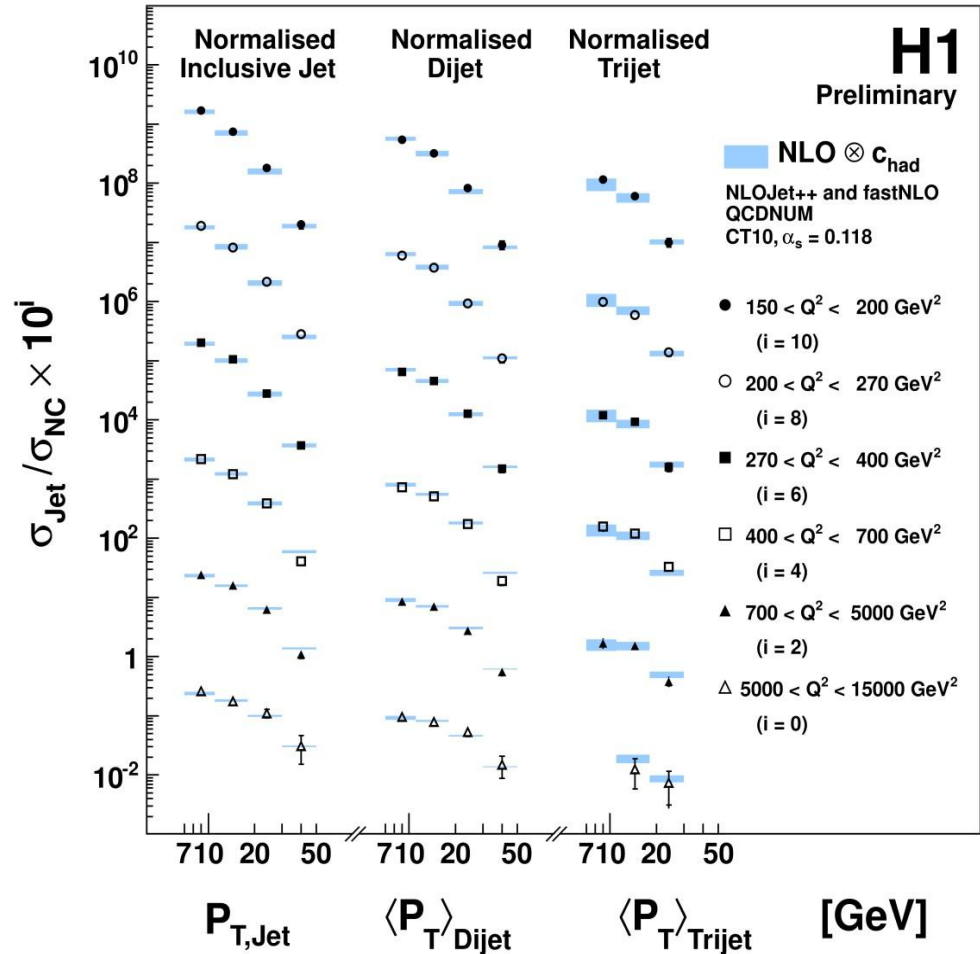 Normalised Inclusive Jet
Normalised Dijet
Normalised Trijet
H1
Preliminary
NLO ⊗ c_had
NLOJet++ and fastNLO
QCDNUM
CT10, α_s = 0.118
150 < Q² < 200 GeV²
(i = 10)
200 < Q² < 270 GeV²
(i = 8)
270 < Q² < 400 GeV²
(i = 6)
400 < Q² < 700 GeV²
(i = 4)
700 < Q² < 5000 GeV²
(i = 2)
5000 < Q² < 15000 GeV²
(i = 0)
σ_Jet / σ_NC × 10^i
10^10
10^8
10^6
10^4
10^2
1
10^-2
7 10 20 50
7 10 20 50
7 10 20 50
P_T,Jet
⟨P_T⟩_Dijet
⟨P_T⟩_Trijet
[GeV]